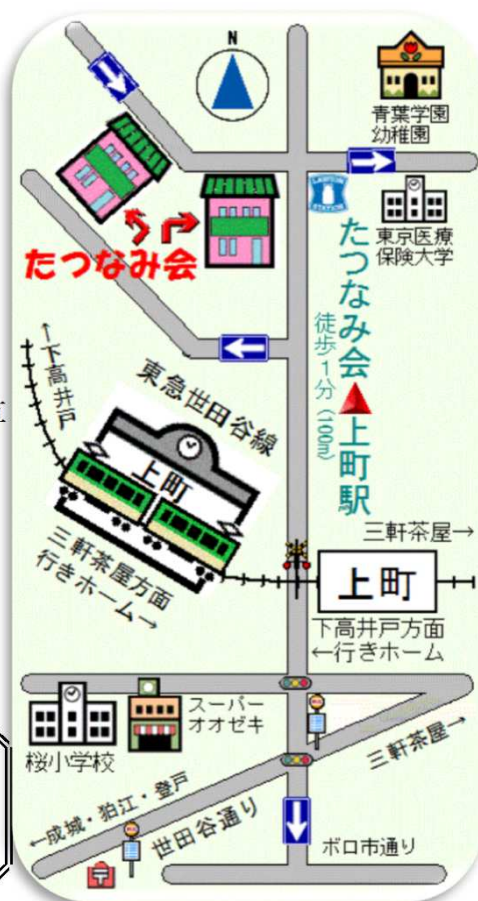 N
青葉学園
幼稚園
LAWSON
STATION
東京医療
保険大学
たつなみ会
たつなみ会▲上町駅
徒歩1分(100m)
↑下高井戸
東急世田谷線
上町
三軒茶屋方面
行きホーム→
三軒茶屋→
上町
下高井戸方面
←行きホーム
スーパー
オオゼキ
桜小学校
三軒茶屋→
←成城・狛江・登戸
世田谷通り
ボロ市通り